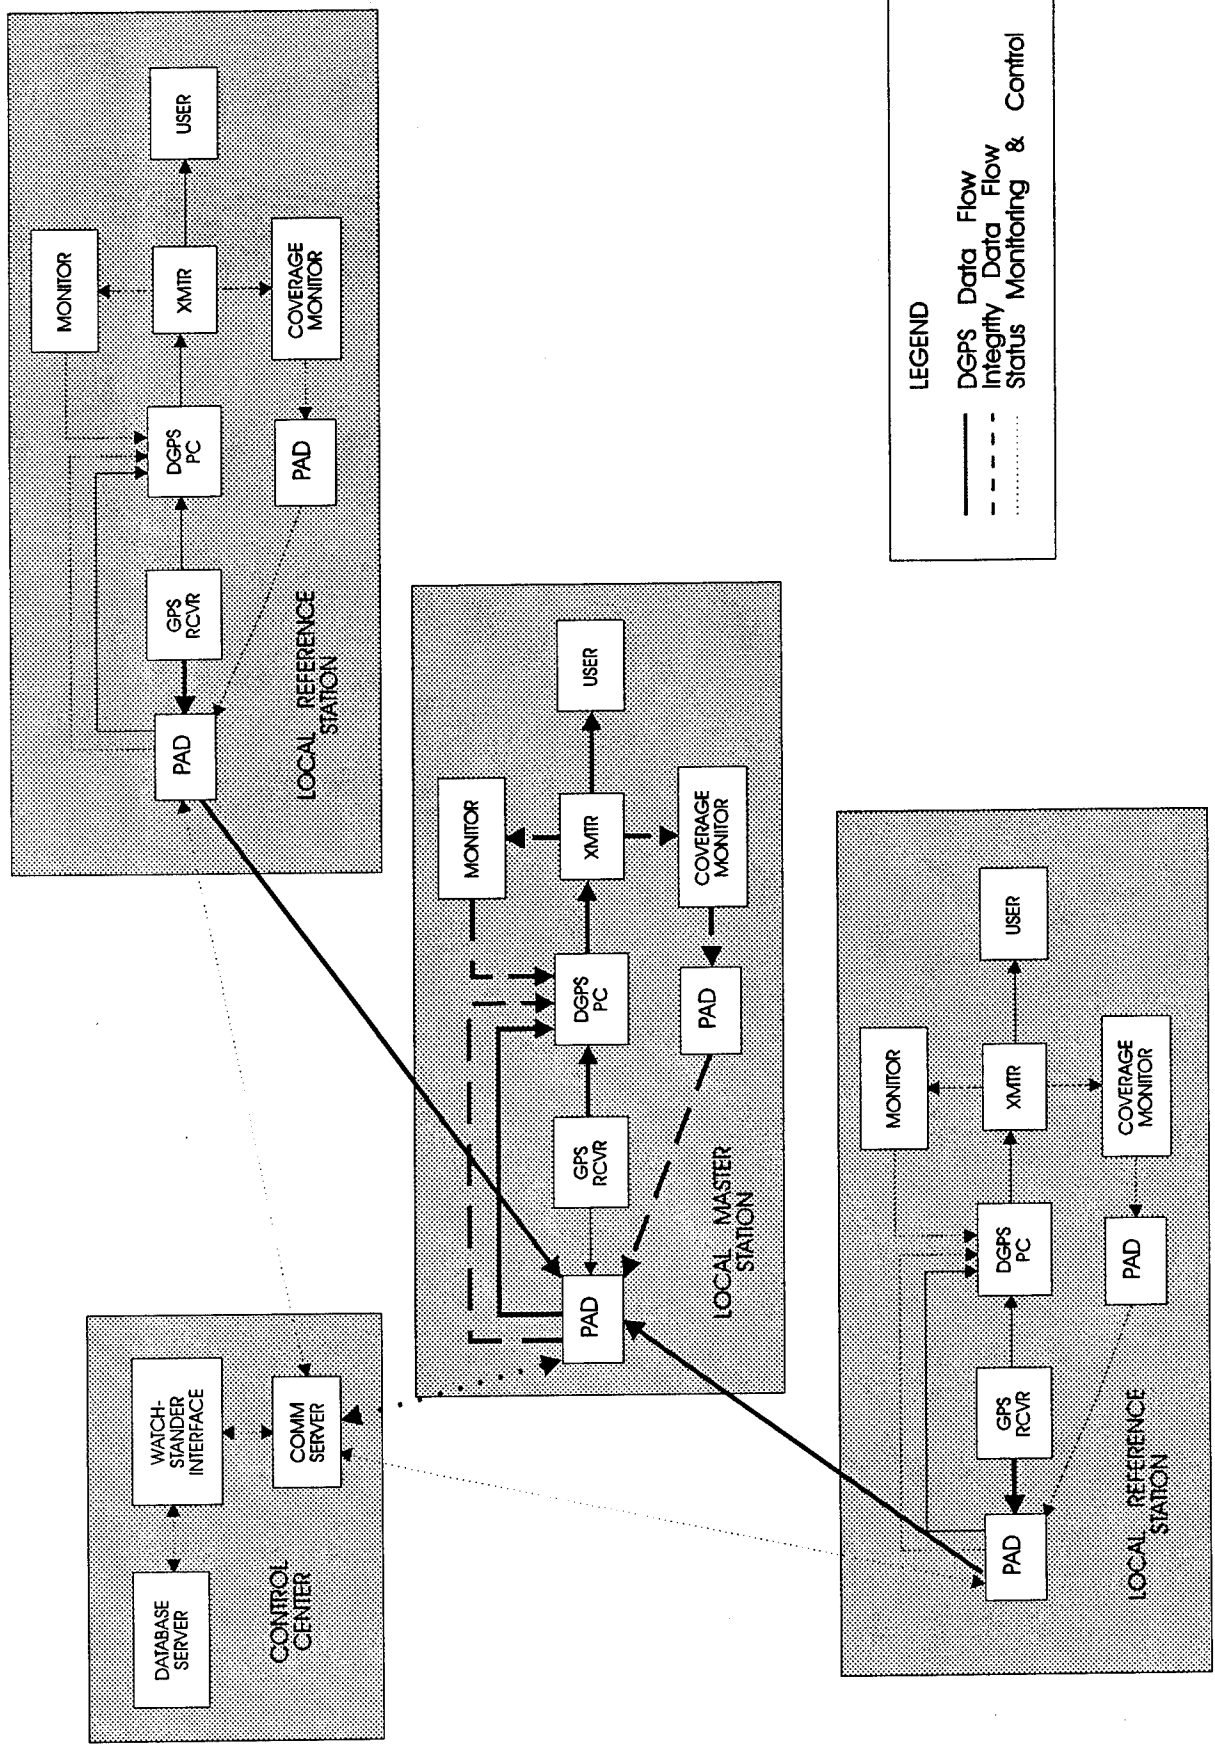 DATABASE
SERVER
WATCH-
STANDER
INTERFACE
COMM
SERVER
CONTROL
CENTER
PAD
GPS
RCVR
DGPS
PC
MONITOR
XMTR
USER
COVERAGE
MONITOR
PAD
LOCAL REFERENCE
STATION
PAD
GPS
RCVR
DGPS
PC
MONITOR
XMTR
USER
COVERAGE
MONITOR
PAD
LOCAL MASTER
STATION
PAD
GPS
RCVR
DGPS
PC
MONITOR
XMTR
USER
COVERAGE
MONITOR
PAD
LOCAL REFERENCE
STATION
LEGEND
DGPS Data Flow
Integrity Data Flow
Status Monitoring & Control